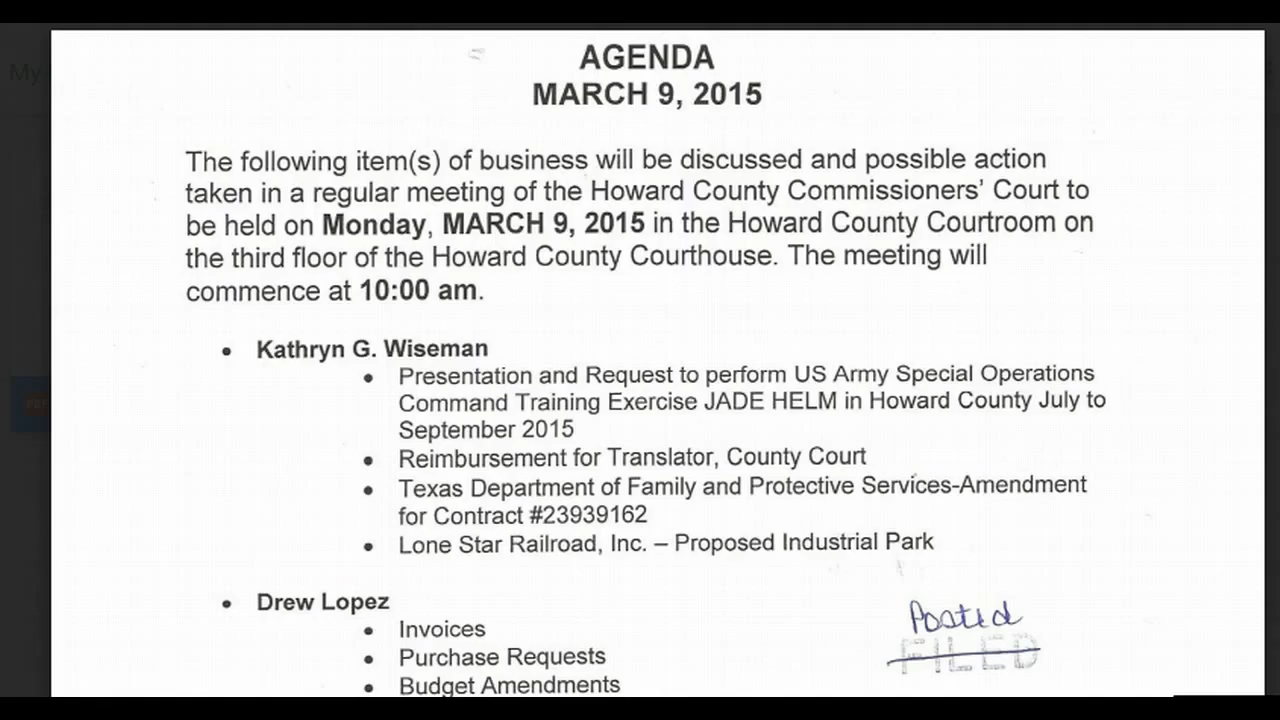 AGENDA
MARCH 9, 2015
The following item(s) of business will be discussed and possible action
taken in a regular meeting of the Howard County Commissioners' Court to
be held on Monday, MARCH 9, 2015 in the Howard County Courtroom on
the third floor of the Howard County Courthouse. The meeting will
commence at 10:00 am.
• Kathryn G. Wiseman
• Presentation and Request to perform US Army Special Operations
Command Training Exercise JADE HELM in Howard County July to
September 2015
• Reimbursement for Translator, County Court
• Texas Department of Family and Protective Services-Amendment
for Contract #23939162
• Lone Star Railroad, Inc. – Proposed Industrial Park
• Drew Lopez
• Invoices
• Purchase Requests
• Budget Amendments
Posted
FILED